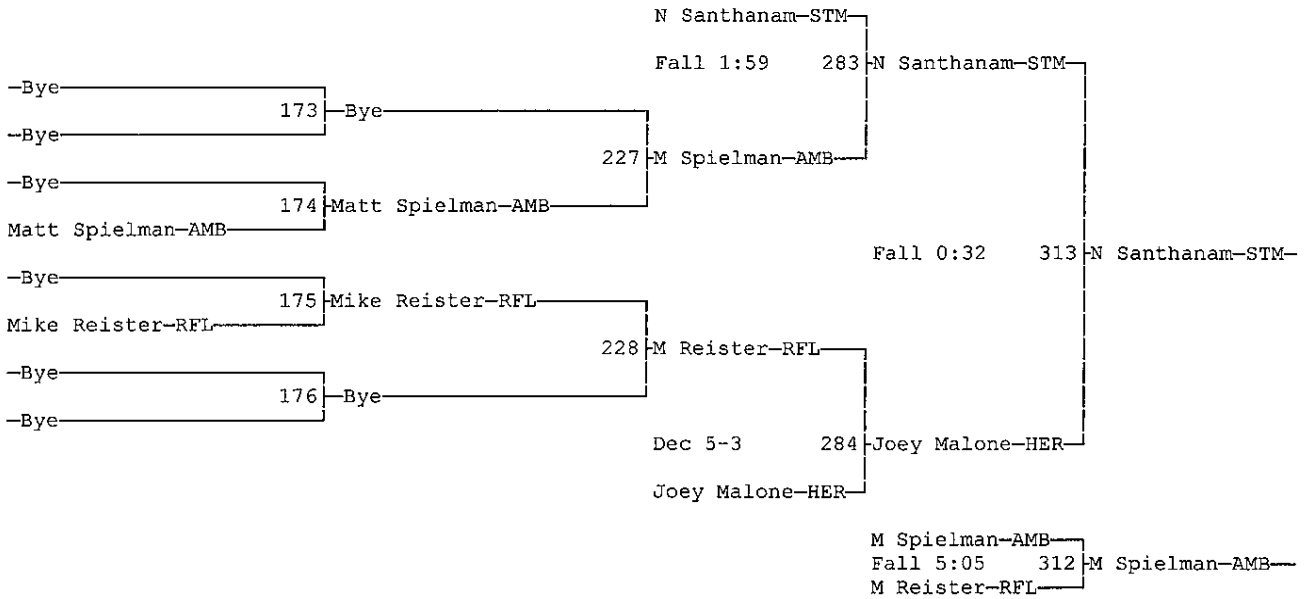 N Santhanam-STM
Fall 1:59 283 N Santhanam-STM
-Bye
173 -Bye
-Bye
227 M Spielman-AMB
-Bye
174 Matt Spielman-AMB
Matt Spielman-AMB
Fall 0:32 313 N Santhanam-STM
-Bye
175 Mike Reister-RFL
Mike Reister-RFL
228 M Reister-RFL
-Bye
176 -Bye
-Bye
Dec 5-3 284 Joey Malone-HER
Joey Malone-HER
M Spielman-AMB
Fall 5:05 312 M Spielman-AMB
M Reister-RFL